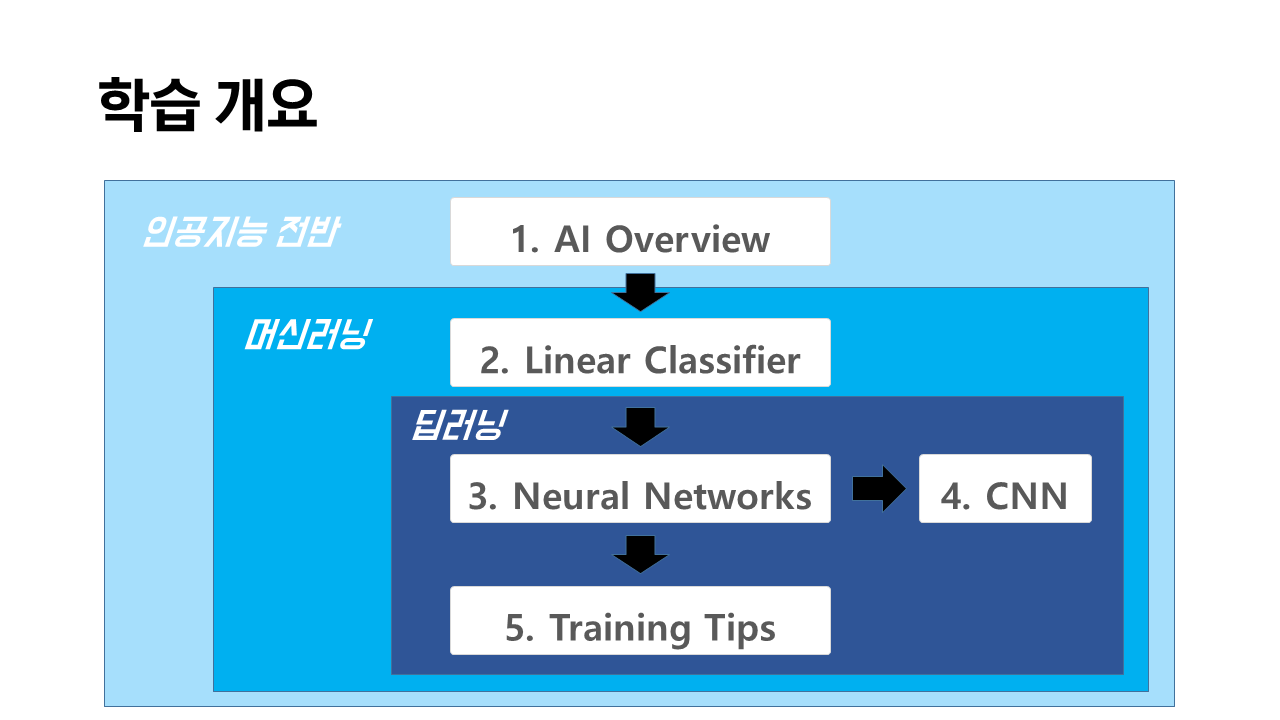 학습 개요
인공지능 전반
1. AI Overview
머신러닝
2. Linear Classifier
딥러닝
3. Neural Networks
4. CNN
5. Training Tips